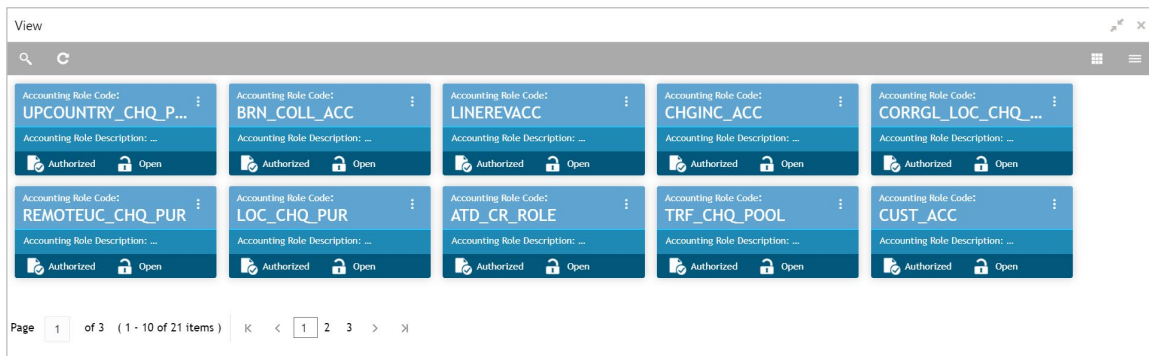 View
Accounting Role Code:
UPCOUNTRY_CHQ_P...
Accounting Role Description: ...
Authorized Open
Accounting Role Code:
BRN_COLL_ACC
Accounting Role Description: ...
Authorized Open
Accounting Role Code:
LINEREVACC
Accounting Role Description: ...
Authorized Open
Accounting Role Code:
CHGINC_ACC
Accounting Role Description: ...
Authorized Open
Accounting Role Code:
CORRGL_LOC_CHQ_...
Accounting Role Description: ...
Authorized Open
Accounting Role Code:
REMOTEUC_CHQ_PUR
Accounting Role Description: ...
Authorized Open
Accounting Role Code:
LOC_CHQ_PUR
Accounting Role Description: ...
Authorized Open
Accounting Role Code:
ATD_CR_ROLE
Accounting Role Description: ...
Authorized Open
Accounting Role Code:
TRF_CHQ_POOL
Accounting Role Description: ...
Authorized Open
Accounting Role Code:
CUST_ACC
Accounting Role Description: ...
Authorized Open
Page 1 of 3 ( 1 - 10 of 21 items ) 1 2 3